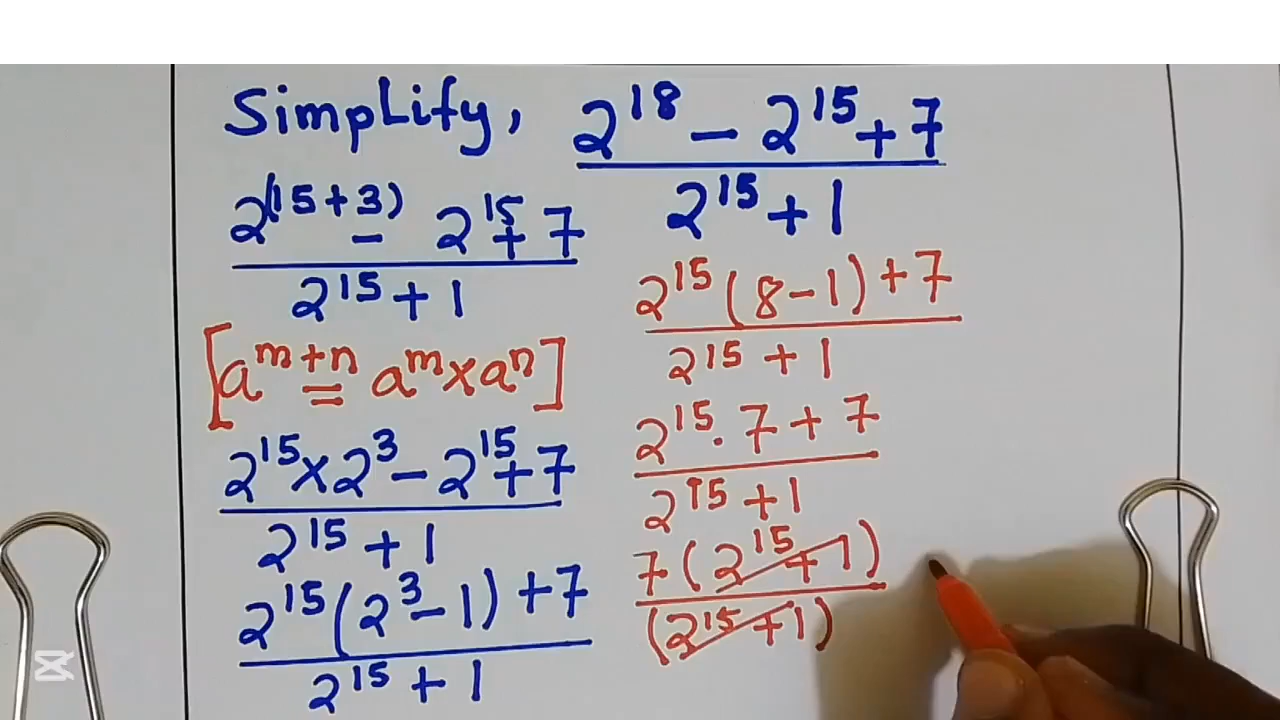 Simplify, 2^18 - 2^15 + 7
2^15 + 1
2^(15+3) - 2^15 + 7
2^15 + 1
[a^m+n = a^m × a^n]
2^15 × 2^3 - 2^15 + 7
2^15 + 1
2^15 (2^3 - 1) + 7
2^15 + 1
2^15 (8 - 1) + 7
2^15 + 1
2^15 . 7 + 7
2^15 + 1
7 (2^15 + 1)
(2^15 + 1)